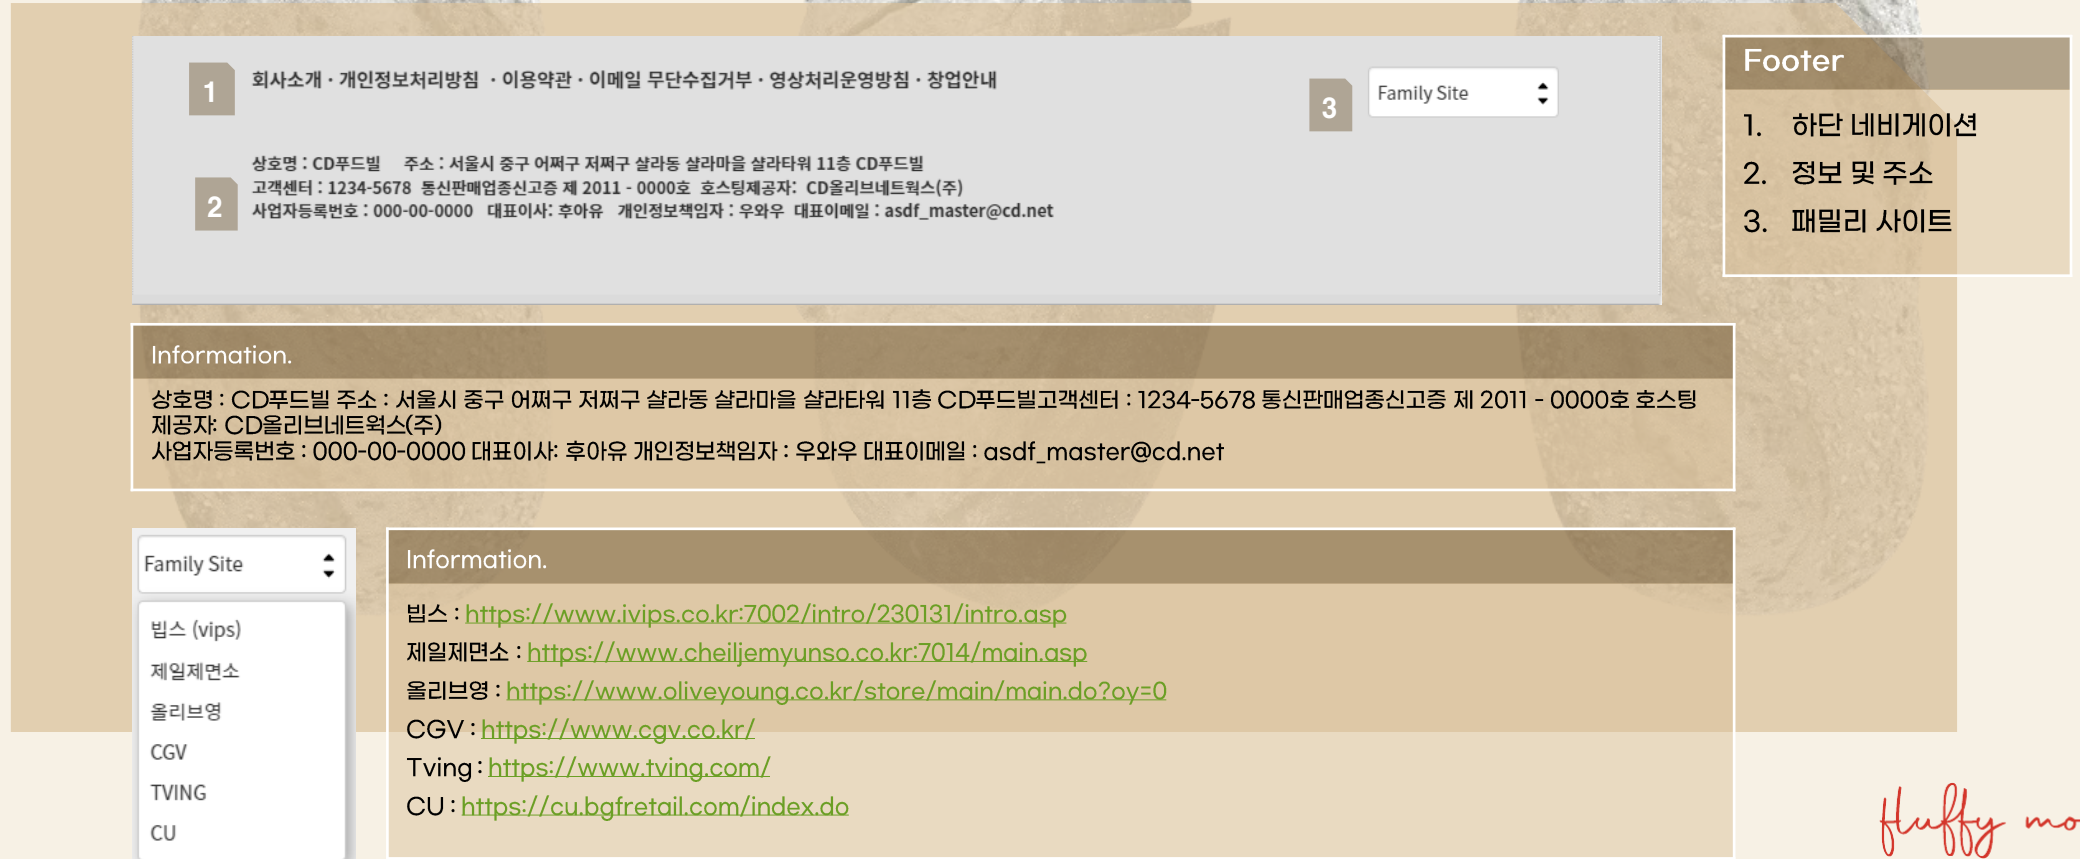 1
회사소개 · 개인정보처리방침 · 이용약관 · 이메일 무단수집거부 · 영상처리운영방침 · 창업안내
3
Family Site
2
상호명 : CD푸드빌 주소 : 서울시 중구 어쩌구 저쩌구 샬라동 샬라마을 샬라타워 11층 CD푸드빌
고객센터 : 1234-5678 통신판매업종신고증 제 2011 - 0000호 호스팅제공자: CD올리브네트웍스(주)
사업자등록번호 : 000-00-0000 대표이사: 후아유 개인정보책임자 : 우와우 대표이메일 : asdf_master@cd.net
Footer
1. 하단 네비게이션
2. 정보 및 주소
3. 패밀리 사이트
Information.
상호명 : CD푸드빌 주소 : 서울시 중구 어쩌구 저쩌구 샬라동 샬라마을 샬라타워 11층 CD푸드빌고객센터 : 1234-5678 통신판매업종신고증 제 2011 - 0000호 호스팅
제공자: CD올리브네트웍스(주)
사업자등록번호 : 000-00-0000 대표이사: 후아유 개인정보책임자 : 우와우 대표이메일 : asdf_master@cd.net
Family Site
빕스 (vips)
제일제면소
올리브영
CGV
TVING
CU
Information.
빕스 : https://www.ivips.co.kr:7002/intro/230131/intro.asp
제일제면소 : https://www.cheiljemyunso.co.kr:7014/main.asp
올리브영 : https://www.oliveyoung.co.kr/store/main/main.do?oy=0
CGV : https://www.cgv.co.kr/
Tving : https://www.tving.com/
CU : https://cu.bgfretail.com/index.do
fluffy mo